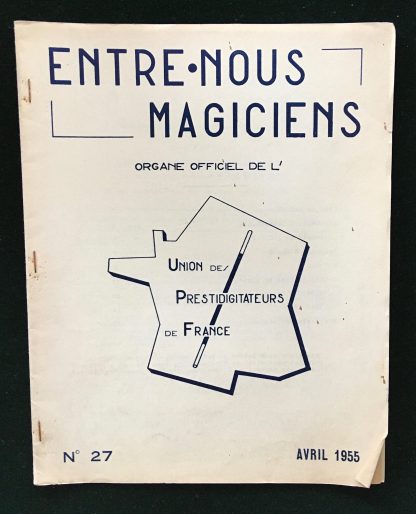 ENTRE•NOUS
MAGICIENS
ORGANE OFFICIEL DE L'
UNION DES
PRESTIDIGITATEURS
DE FRANCE
N° 27
AVRIL 1955